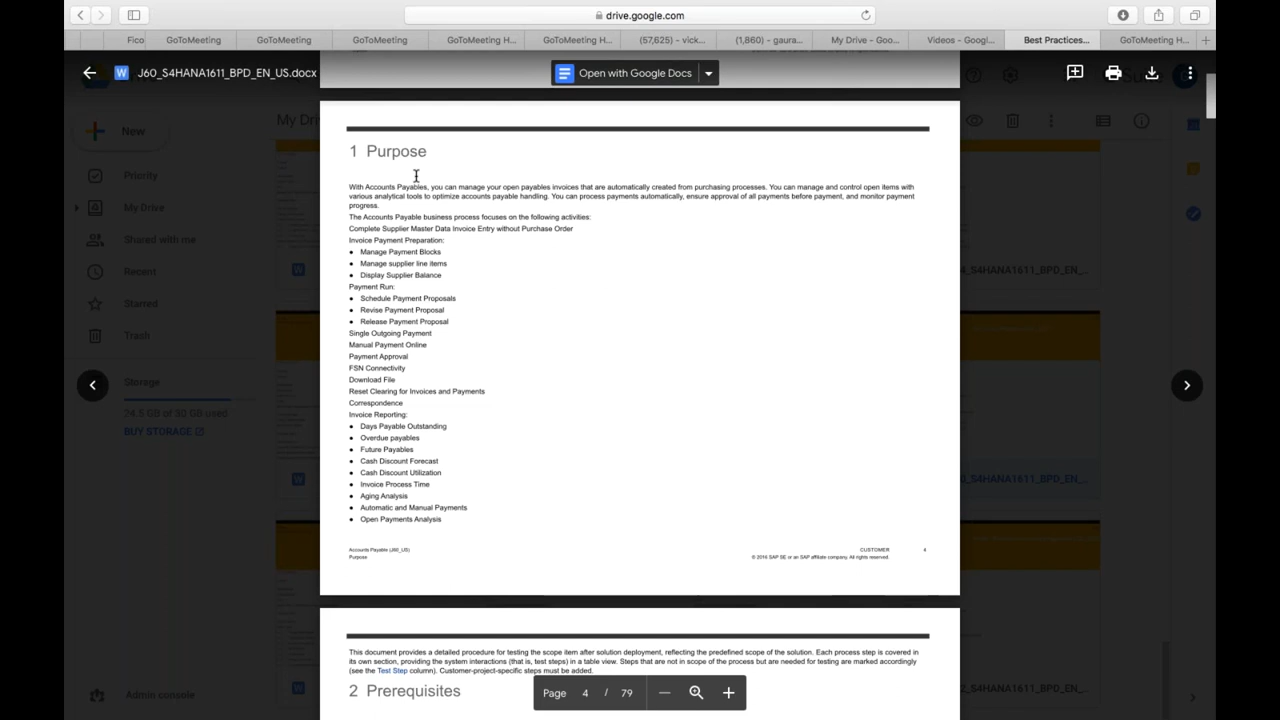 drive.google.com
Fico
GoToMeeting
GoToMeeting
GoToMeeting
GoToMeeting H...
GoToMeeting H...
(57,625) – vick...
(1,860) – gaura...
My Drive – Goo...
Videos – Googl...
Best Practices...
GoToMeeting H...
J60_S4HANA1611_BPD_EN_US.docx
Open with Google Docs
New
My Dri
Priority
My Drive
Shared with me
Recent
Starred
Trash
Storage
24.5 GB of 30 GB used
BUY STORAGE
Admin console
_S4HANA1611_BPD_EN_...
0_S4HANA1611_BPD_EN_...
_S4HANA1611_BPD_EN_...
1 Purpose
With Accounts Payables, you can manage your open payables invoices that are automatically created from purchasing processes. You can manage and control open items with
various analytical tools to optimize accounts payable handling. You can process payments automatically, ensure approval of all payments before payment, and monitor payment
progress.
The Accounts Payable business process focuses on the following activities:
Complete Supplier Master Data Invoice Entry without Purchase Order
Invoice Payment Preparation:
• Manage Payment Blocks
• Manage supplier line items
• Display Supplier Balance
Payment Run:
• Schedule Payment Proposals
• Revise Payment Proposal
• Release Payment Proposal
Single Outgoing Payment
Manual Payment Online
Payment Approval
FSN Connectivity
Download File
Reset Clearing for Invoices and Payments
Correspondence
Invoice Reporting:
• Days Payable Outstanding
• Overdue payables
• Future Payables
• Cash Discount Forecast
• Cash Discount Utilization
• Invoice Process Time
• Aging Analysis
• Automatic and Manual Payments
• Open Payments Analysis
Accounts Payable (J60_US)
Purpose
CUSTOMER
© 2016 SAP SE or an SAP affiliate company. All rights reserved.
4
This document provides a detailed procedure for testing the scope item after solution deployment, reflecting the predefined scope of the solution. Each process step is covered in
its own section, providing the system interactions (that is, test steps) in a table view. Steps that are not in scope of the process but are needed for testing are marked accordingly
(see the Test Step column). Customer-project-specific steps must be added.
2 Prerequisites
Page 4 / 79